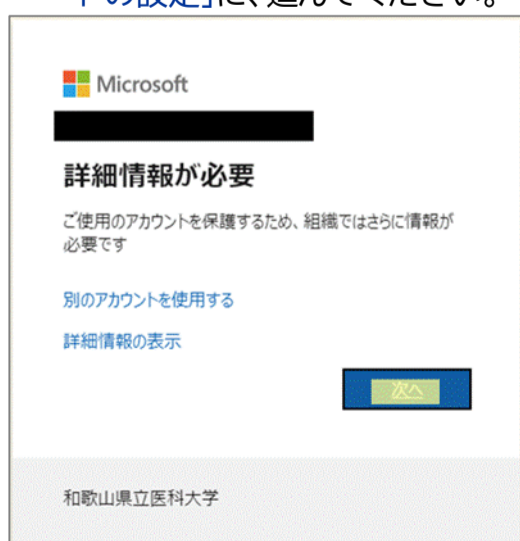 ドの設定」に、進んでください。
Microsoft
詳細情報が必要
ご使用のアカウントを保護するため、組織ではさらに情報が
必要です
別のアカウントを使用する
詳細情報の表示
次へ
和歌山県立医科大学